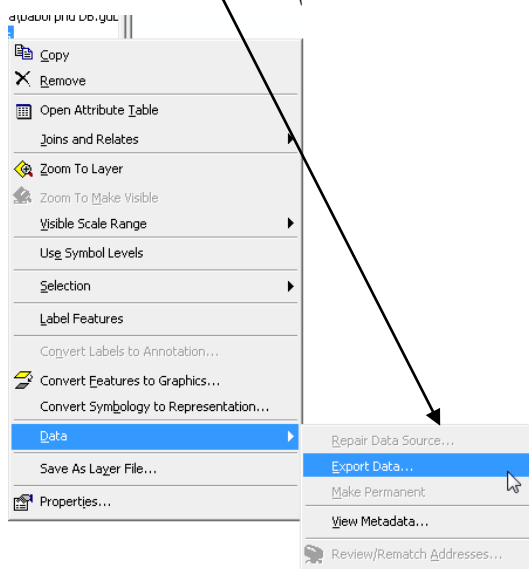 Copy
Remove
Open Attribute Table
Joins and Relates
Zoom To Layer
Zoom To Make Visible
Visible Scale Range
Use Symbol Levels
Selection
Label Features
Convert Labels to Annotation...
Convert Features to Graphics...
Convert Symbology to Representation...
Data
Save As Layer File...
Properties...
Repair Data Source...
Export Data...
Make Permanent
View Metadata...
Review/Rematch Addresses...